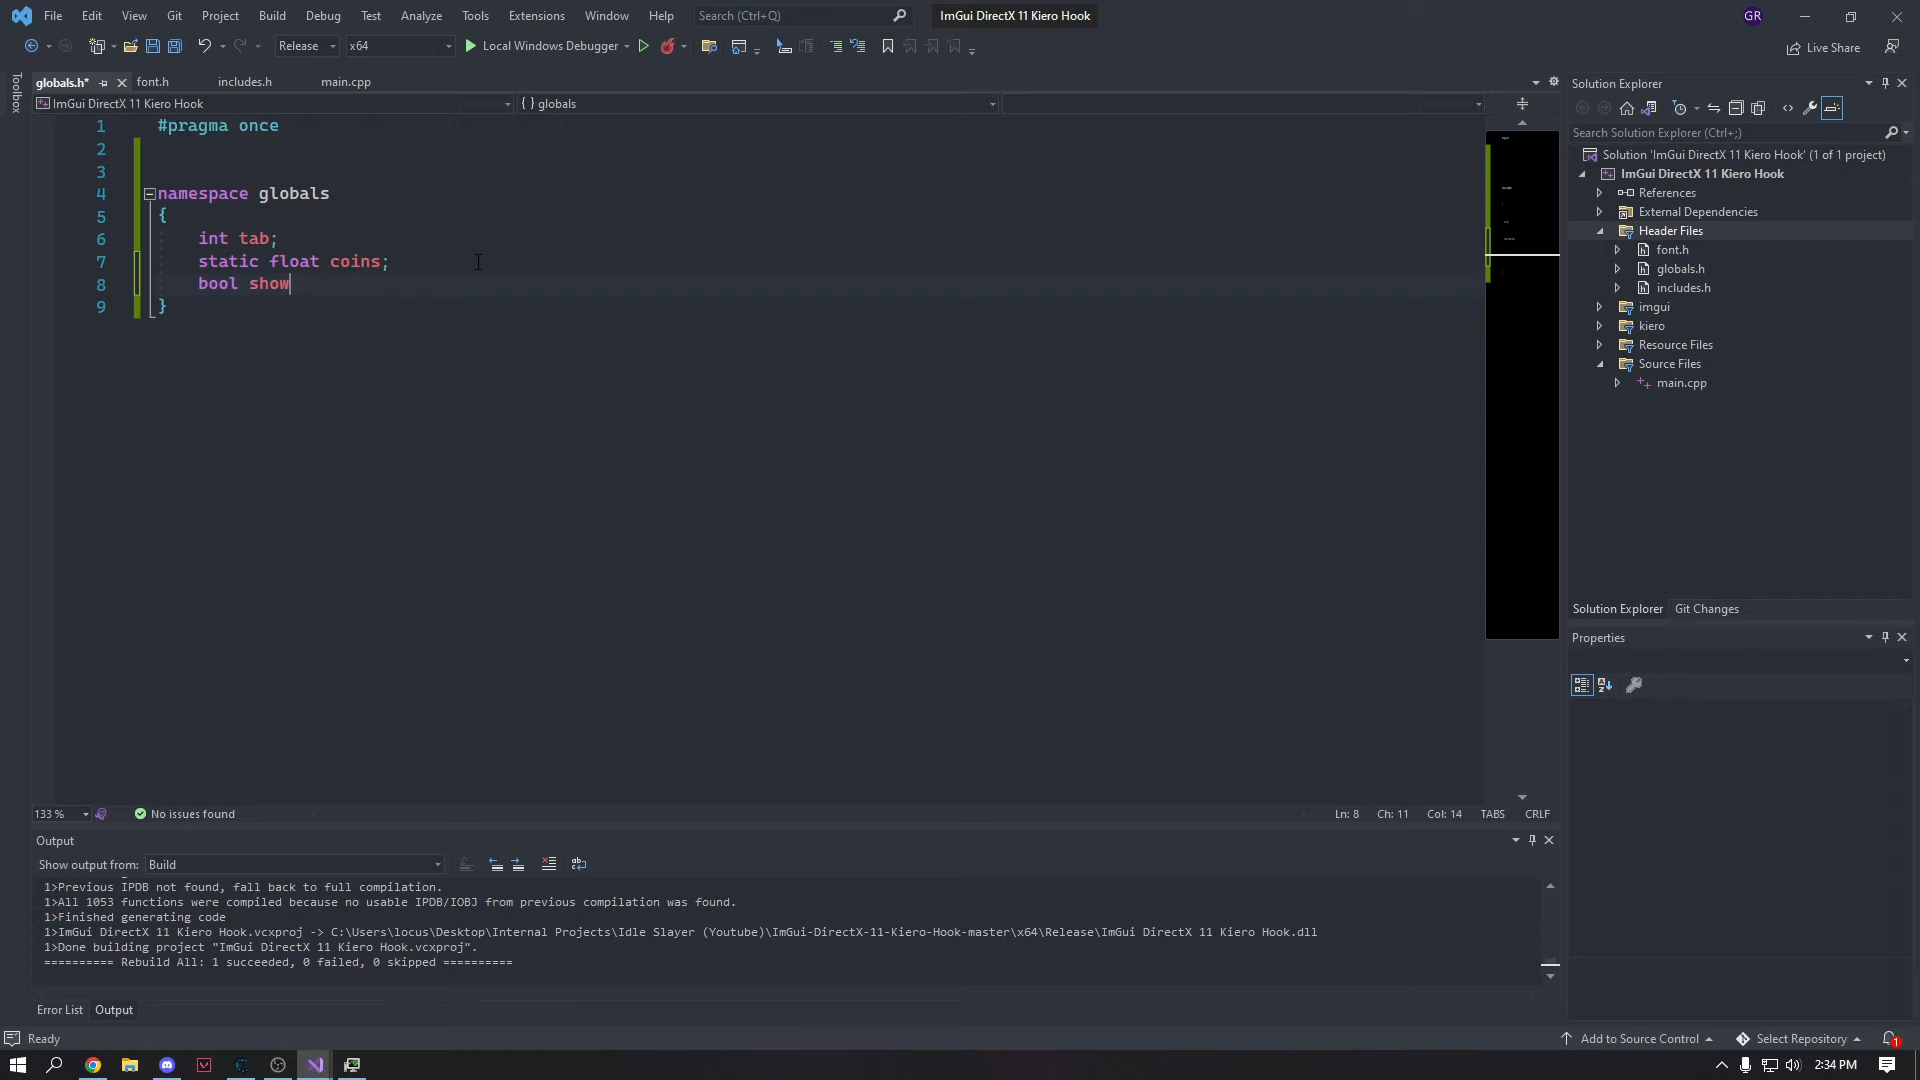 File Edit View Git Project Build Debug Test Analyze Tools Extensions Window Help Search (Ctrl+Q) ImGui DirectX 11 Kiero Hook GR
Release x64 Local Windows Debugger Live Share
Toolbox
globals.h* font.h includes.h main.cpp
ImGui DirectX 11 Kiero Hook { } globals
1 #pragma once
2
3
4 namespace globals
5 {
6 int tab;
7 static float coins;
8 bool show
9 }
133 % No issues found Ln: 8 Ch: 11 Col: 14 TABS CRLF
Output
Show output from: Build
1>Previous IPDB not found, fall back to full compilation.
1>All 1053 functions were compiled because no usable IPDB/IOBJ from previous compilation was found.
1>Finished generating code
1>ImGui DirectX 11 Kiero Hook.vcxproj -> C:\Users\locus\Desktop\Internal Projects\Idle Slayer (Youtube)\ImGui-DirectX-11-Kiero-Hook-master\x64\Release\ImGui DirectX 11 Kiero Hook.dll
1>Done building project "ImGui DirectX 11 Kiero Hook.vcxproj".
========== Rebuild All: 1 succeeded, 0 failed, 0 skipped ==========
Error List Output
Solution Explorer
Search Solution Explorer (Ctrl+;)
Solution 'ImGui DirectX 11 Kiero Hook' (1 of 1 project)
ImGui DirectX 11 Kiero Hook
References
External Dependencies
Header Files
font.h
globals.h
includes.h
imgui
kiero
Resource Files
Source Files
main.cpp
Solution Explorer Git Changes
Properties
Ready Add to Source Control Select Repository 1
2:34 PM